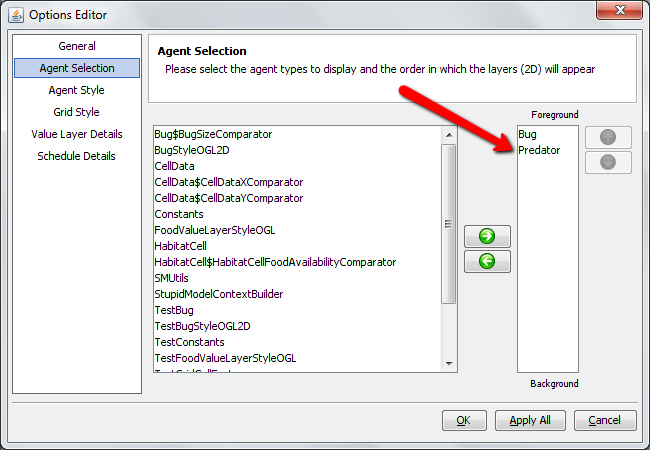 Options Editor
General
Agent Selection
Agent Style
Grid Style
Value Layer Details
Schedule Details
Agent Selection
Please select the agent types to display and the order in which the layers (2D) will appear
Foreground
Bug$BugSizeComparator
BugStyleOGL2D
CellData
CellData$CellDataXComparator
CellData$CellDataYComparator
Constants
FoodValueLayerStyleOGL
HabitatCell
HabitatCell$HabitatCellFoodAvailabilityComparator
SMUtils
StupidModelContextBuilder
TestBug
TestBugStyleOGL2D
TestConstants
TestFoodValueLayerStyleOGL
Bug
Predator
Background
OK
Apply All
Cancel